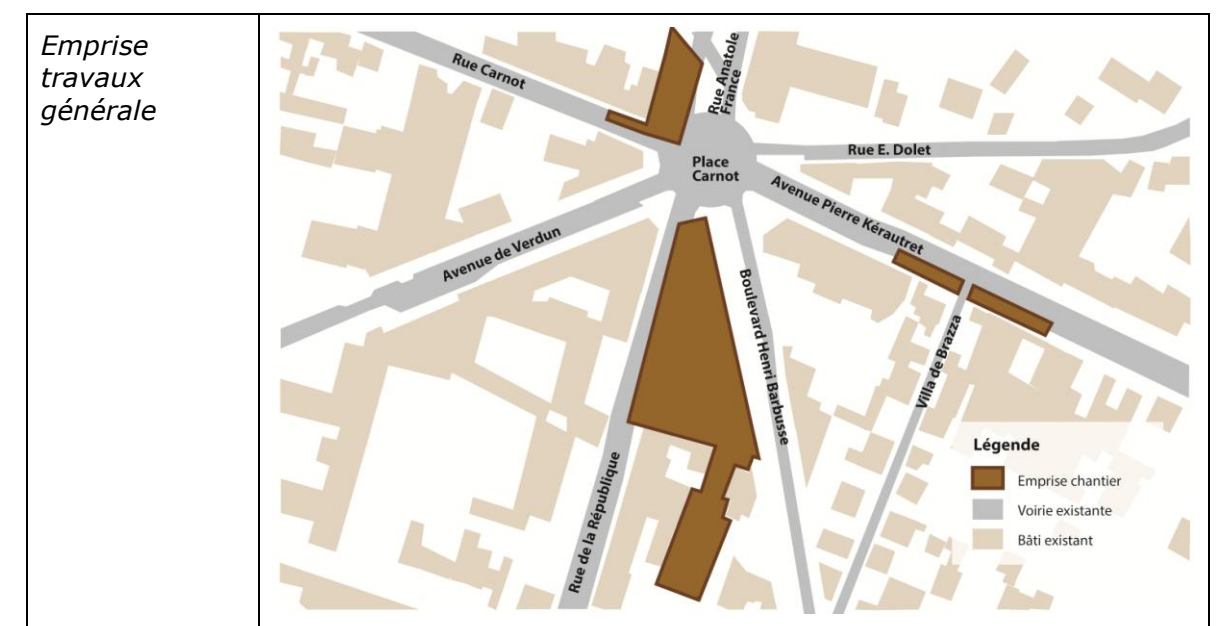 Emprise
travaux
générale
Rue Carnot
Rue Anatole
France
Place
Carnot
Rue E. Dolet
Avenue Pierre Kérautret
Avenue de Verdun
Boulevard Henri Barbusse
Villa de Brazza
Rue de la République
Légende
Emprise chantier
Voirie existante
Bâti existant